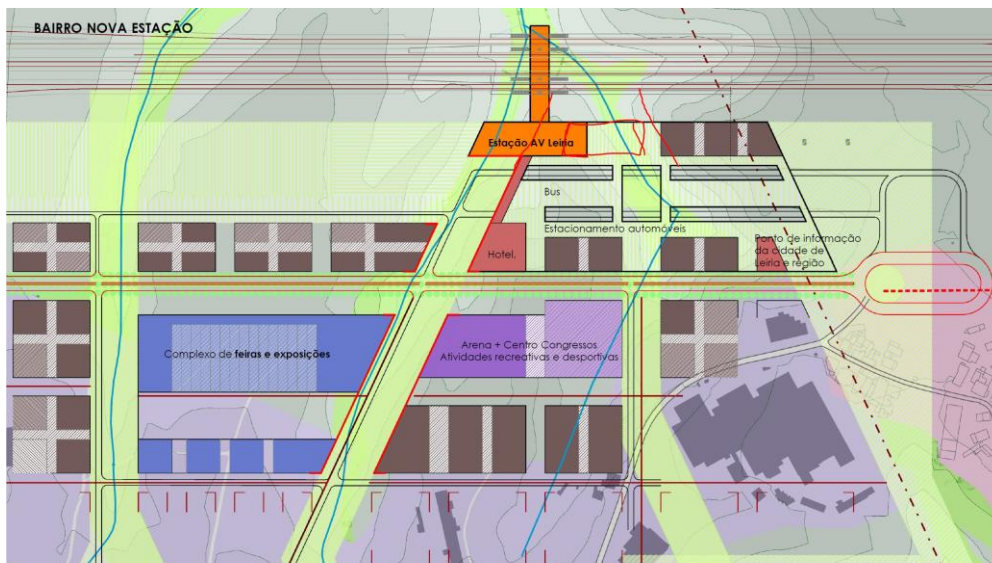 BAIRRO NOVA ESTAÇÃO
Estação AV Leiria
Bus
Estacionamento automóveis
Hotel.
Ponto de informação
da cidade de
Leiria e região
Complexo de feiras e exposições
Arena + Centro Congressos
Atividades recreativas e desportivas